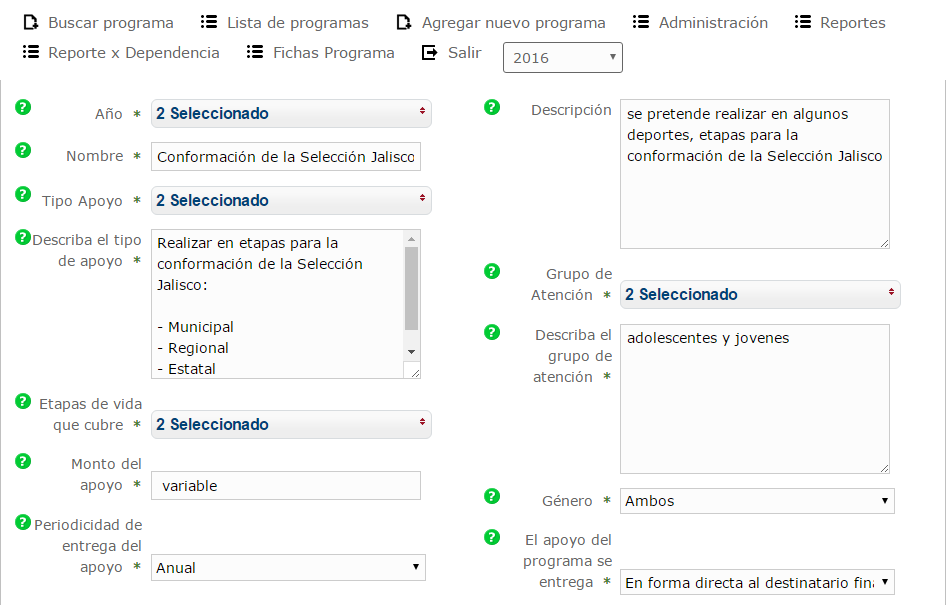 Buscar programa Lista de programas Agregar nuevo programa Administración Reportes
Reporte x Dependencia Fichas Programa Salir 2016
Año * 2 Seleccionado
Nombre * Conformación de la Selección Jalisco
Tipo Apoyo * 2 Seleccionado
Describa el tipo
de apoyo *
Realizar en etapas para la
conformación de la Selección
Jalisco:
- Municipal
- Regional
- Estatal
Etapas de vida
que cubre * 2 Seleccionado
Monto del
apoyo * variable
Periodicidad de
entrega del
apoyo * Anual
Descripción
se pretende realizar en algunos
deportes, etapas para la
conformación de la Selección Jalisco
Grupo de
Atención * 2 Seleccionado
Describa el
grupo de
atención *
adolescentes y jovenes
Género * Ambos
El apoyo del
programa se
entrega * En forma directa al destinatario fina